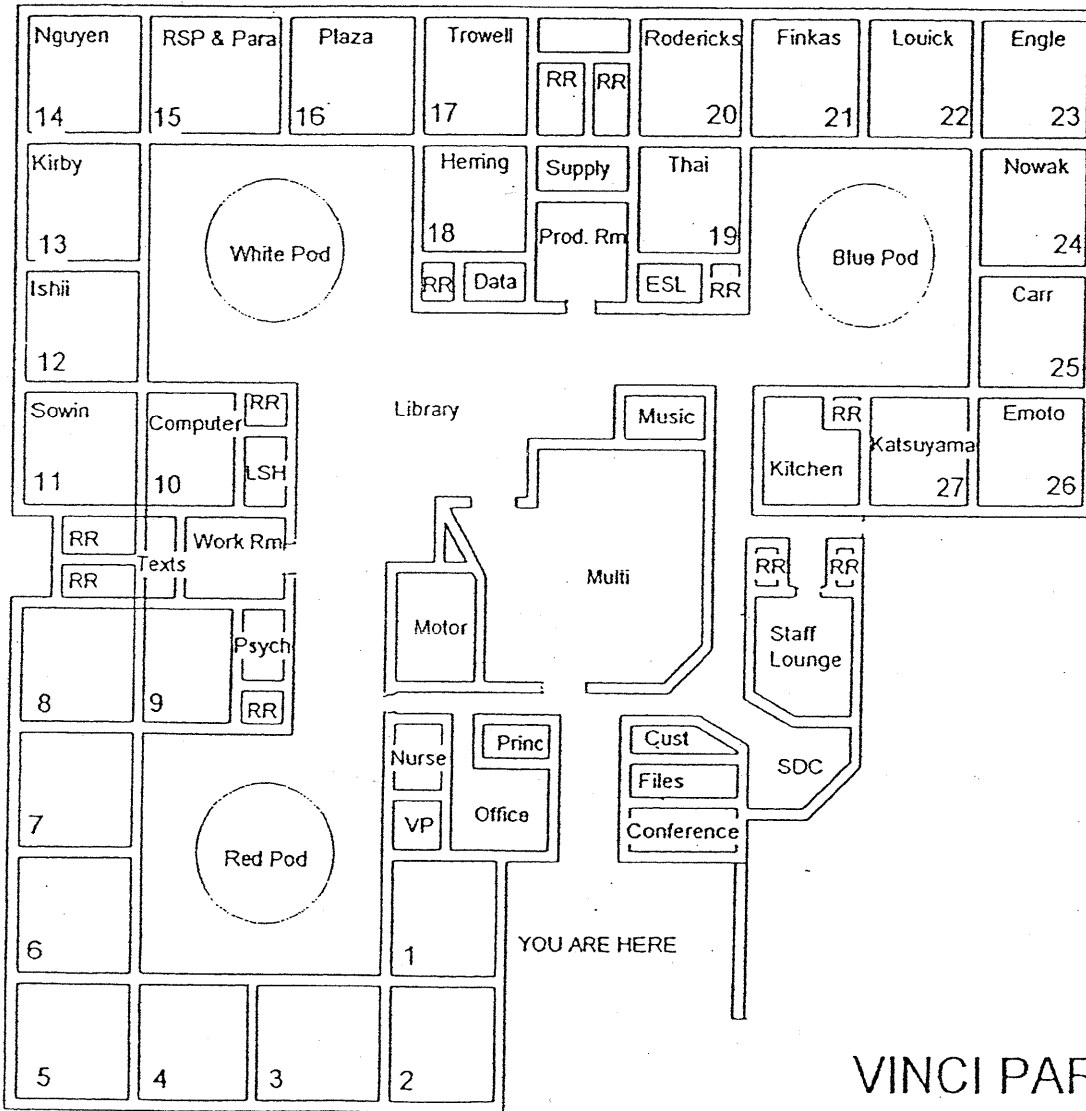 Nguyen RSP & Para Plaza Trowell Rodericks Finkas Louick Engle
RR RR
14 15 16 17 20 21 22 23
Kirby Herring Supply Thai Nowak
13 White Pod 18 Prod. Rm 19 Blue Pod 24
RR Data ESL RR
Ishii Carr
12 25
Sowin Computer RR Library Music RR Emoto
Katsuyama
11 10 LSH Kitchen 27 26
RR Work Rm
Texts
RR Multi RR RR
Motor Staff
Lounge
Psych
8 9 RR
Princ Cust
Nurse SDC
Files
7 VP Office Conference
Red Pod
6 1 YOU ARE HERE
5 4 3 2
VINCI PAR